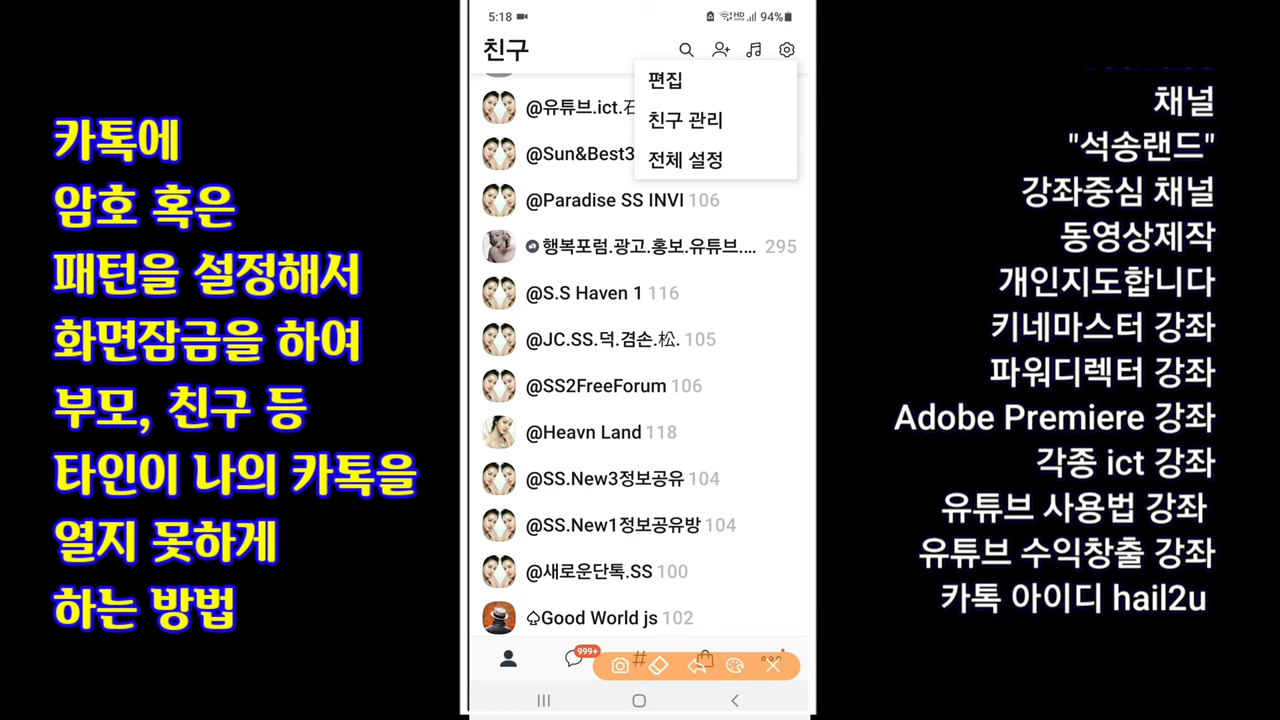 카톡에
암호 혹은
패턴을 설정해서
화면잠금을 하여
부모, 친구 등
타인이 나의 카톡을
열지 못하게
하는 방법
5:18
94%
친구
편집
친구 관리
전체 설정
@유튜브.ict.
@Sun&Best3
@Paradise SS INVI 106
행복포럼.광고.홍보.유튜브.... 295
@S.S Haven 1 116
@JC.SS.덕.겸손.松. 105
@SS2FreeForum 106
@Heavn Land 118
@SS.New3정보공유 104
@SS.New1정보공유방 104
@새로운단톡.SS 100
♤Good World js 102
999+
채널
"석송랜드"
강좌중심 채널
동영상제작
개인지도합니다
키네마스터 강좌
파워디렉터 강좌
Adobe Premiere 강좌
각종 ict 강좌
유튜브 사용법 강좌
유튜브 수익창출 강좌
카톡 아이디 hail2u